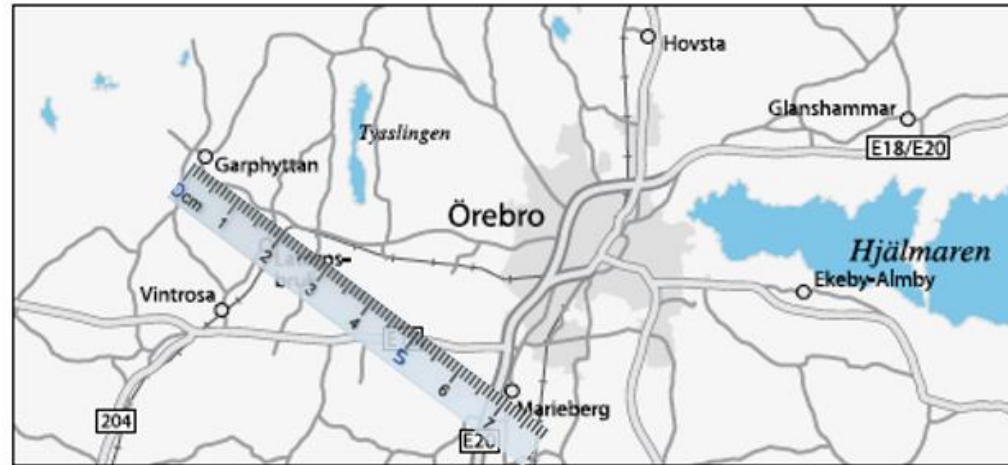 Hovsta
Glanshammar
Tysslingen
E18/E20
Garphyttan
0cm
1
Örebro
2
Hjälmaren
3
Ekeby-Almby
Vintrosa
4
5
6
Marieberg
7
204
E20